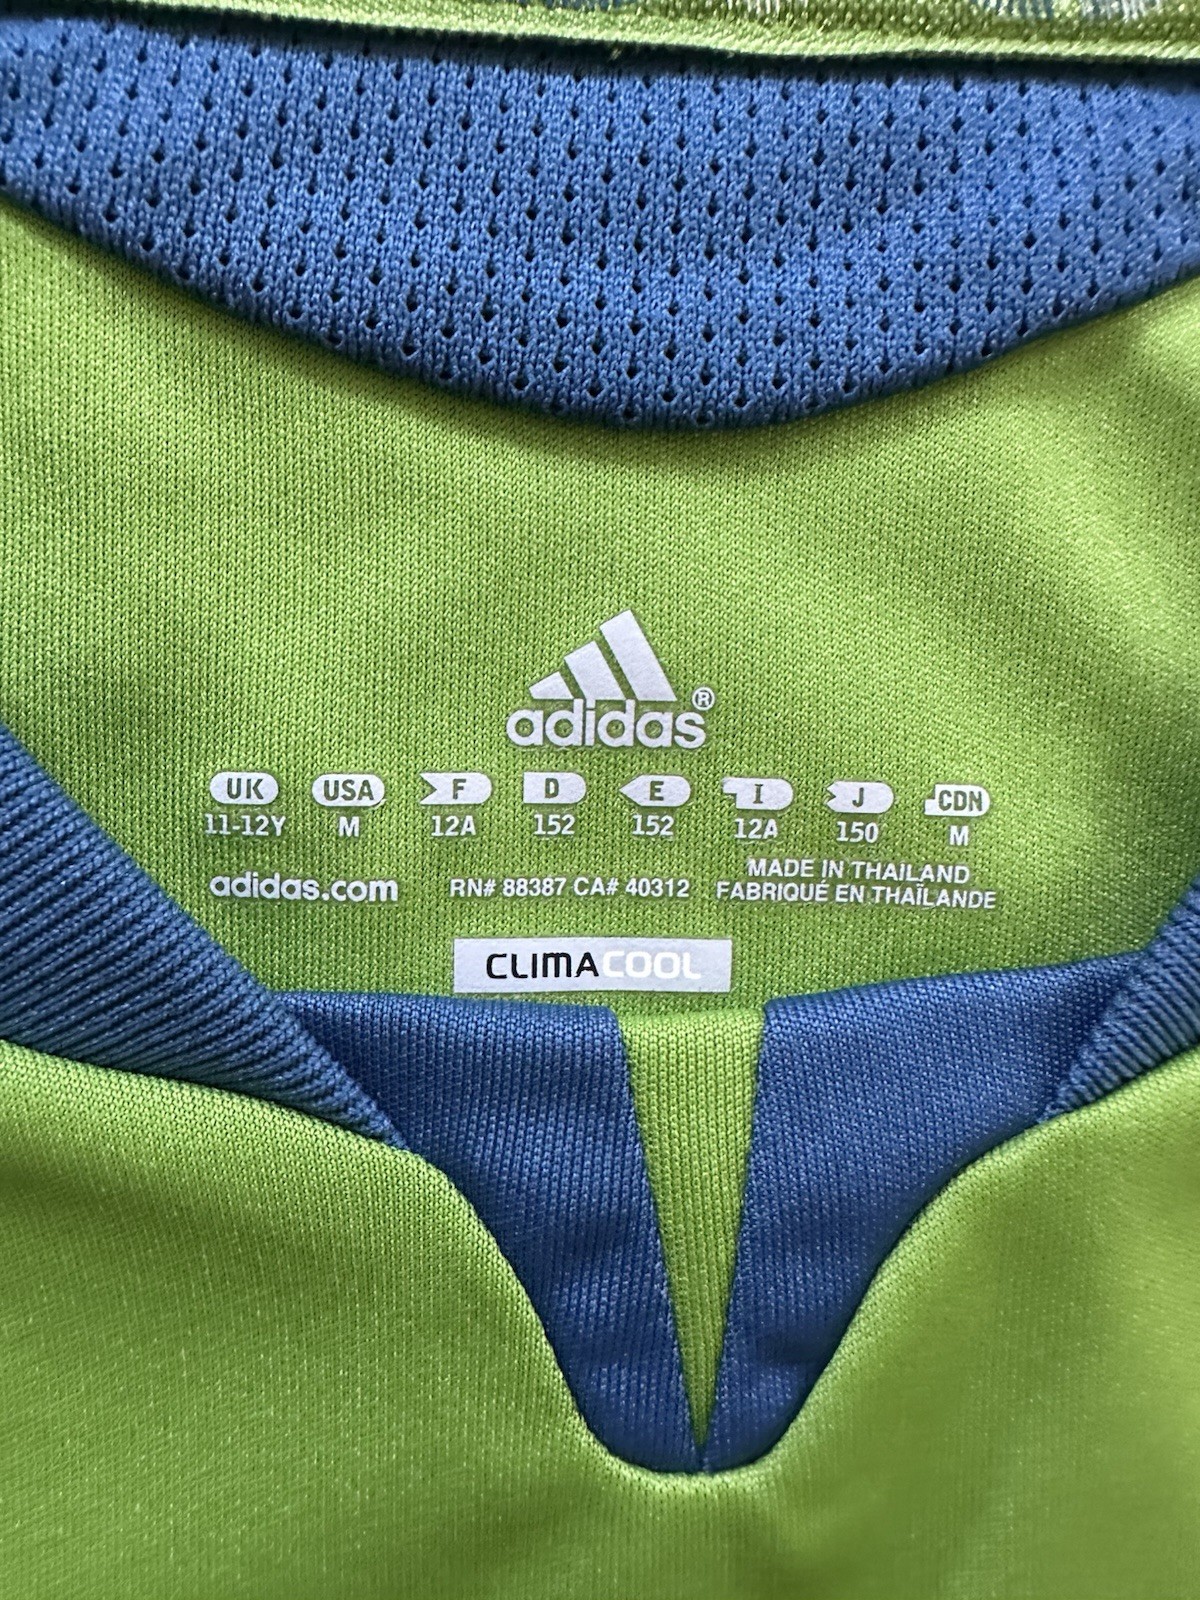 adidas®
UK USA F D E I J CDN
11-12Y M 12A 152 152 12A 150 M
adidas.com RN# 88387 CA# 40312 MADE IN THAILAND
FABRIQUÉ EN THAÏLANDE
CLIMACOOL